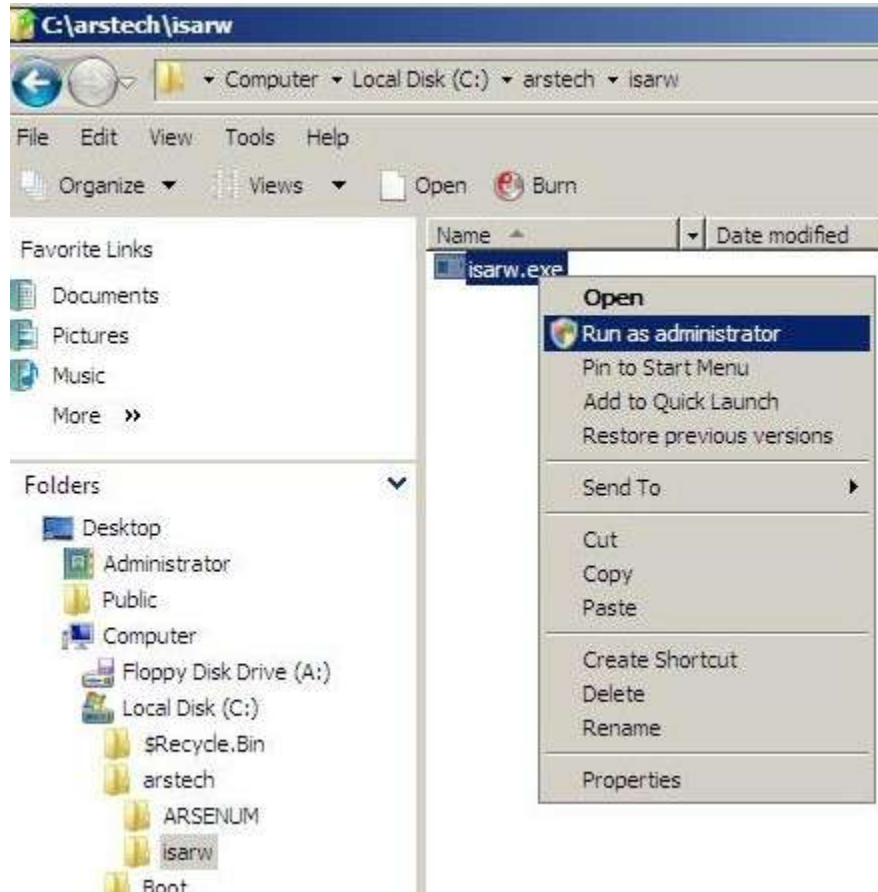 C:\arstech\isarw
Computer Local Disk (C:) arstech isarw
File Edit View Tools Help
Organize Views Open Burn
Favorite Links
Documents
Pictures
Music
More »
Folders
Desktop
Administrator
Public
Computer
Floppy Disk Drive (A:)
Local Disk (C:)
$Recycle.Bin
arstech
ARSENUM
isarw
Boot
Name Date modified
isarw.exe
Open
Run as administrator
Pin to Start Menu
Add to Quick Launch
Restore previous versions
Send To
Cut
Copy
Paste
Create Shortcut
Delete
Rename
Properties